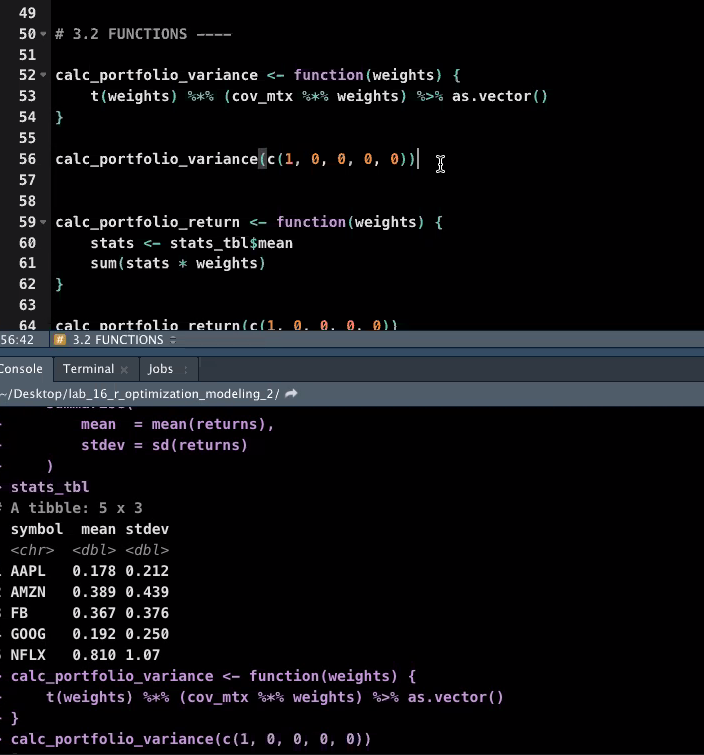 49
50 # 3.2 FUNCTIONS ----
51
52 calc_portfolio_variance <- function(weights) {
53     t(weights) %*% (cov_mtx %*% weights) %>% as.vector()
54 }
55
56 calc_portfolio_variance(c(1, 0, 0, 0, 0))
57
58
59 calc_portfolio_return <- function(weights) {
60     stats <- stats_tbl$mean
61     sum(stats * weights)
62 }
63
64 calc_portfolio_return(c(1, 0, 0, 0, 0))
56:42 # 3.2 FUNCTIONS
Console Terminal × Jobs
~/Desktop/lab_16_r_optimization_modeling_2/
mean  = mean(returns),
stdev = sd(returns)
)
stats_tbl
# A tibble: 5 x 3
symbol  mean stdev
<chr>  <dbl> <dbl>
AAPL   0.178 0.212
AMZN   0.389 0.439
FB     0.367 0.376
GOOG   0.192 0.250
NFLX   0.810 1.07
calc_portfolio_variance <- function(weights) {
    t(weights) %*% (cov_mtx %*% weights) %>% as.vector()
}
calc_portfolio_variance(c(1, 0, 0, 0, 0))